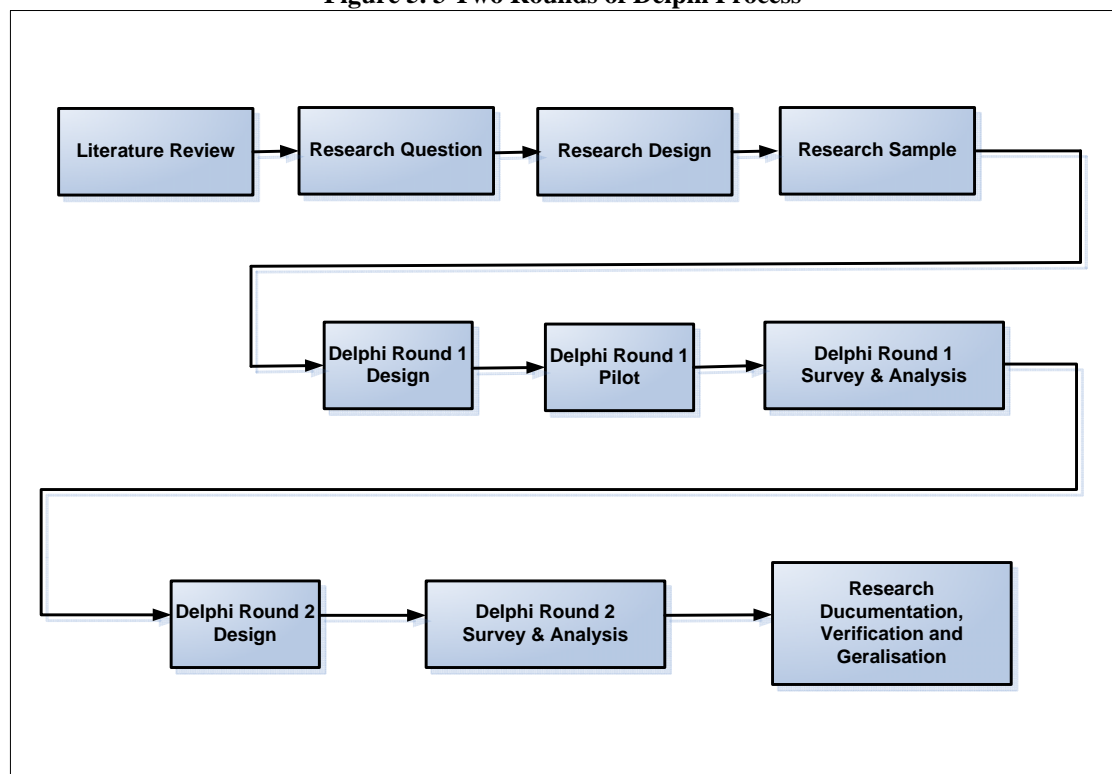 Figure 3. 3 Two Rounds of Delphi Process
Literature Review
Research Question
Research Design
Research Sample
Delphi Round 1
Design
Delphi Round 1
Pilot
Delphi Round 1
Survey & Analysis
Delphi Round 2
Design
Delphi Round 2
Survey & Analysis
Research
Ducumentation,
Verification and
Geralisation